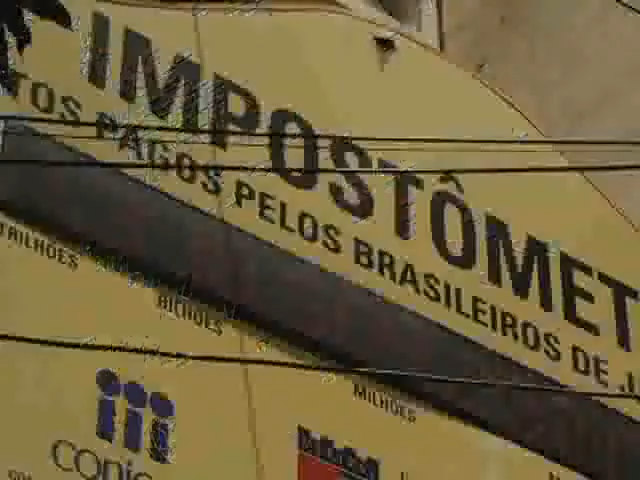 IMPOSTÔMET
TOS PAGOS PELOS BRASILEIROS DE J
TRILHÕES
BILHÕES
MILHÕES